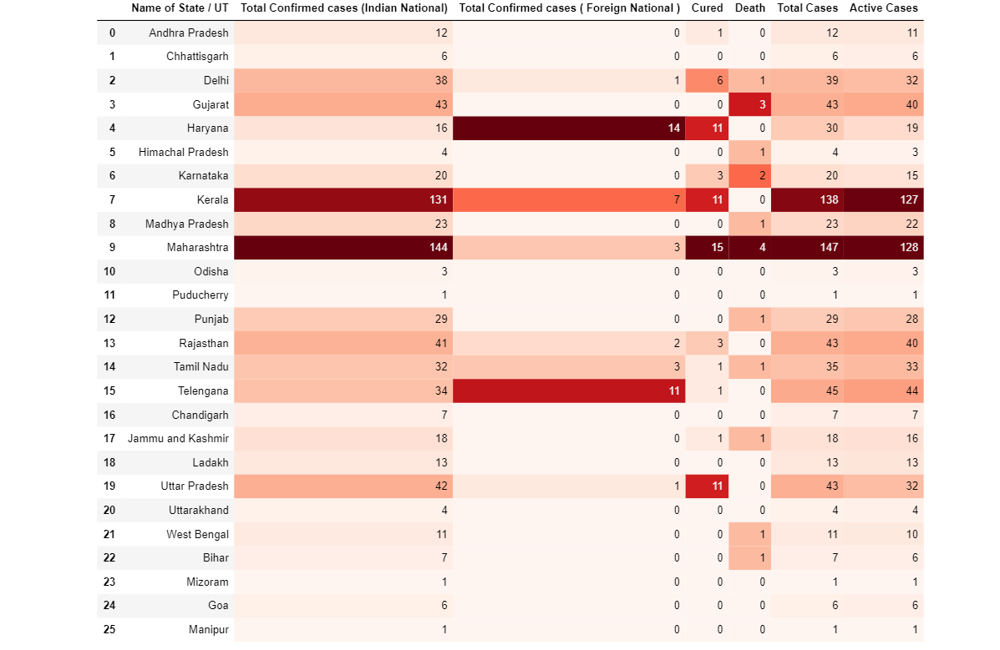 Name of State / UT Total Confirmed cases (Indian National) Total Confirmed cases ( Foreign National ) Cured Death Total Cases Active Cases
0 Andhra Pradesh 12 0 1 0 12 11
1 Chhattisgarh 6 0 0 0 6 6
2 Delhi 38 1 6 1 39 32
3 Gujarat 43 0 0 3 43 40
4 Haryana 16 14 11 0 30 19
5 Himachal Pradesh 4 0 0 1 4 3
6 Karnataka 20 0 3 2 20 15
7 Kerala 131 7 11 0 138 127
8 Madhya Pradesh 23 0 0 1 23 22
9 Maharashtra 144 3 15 4 147 128
10 Odisha 3 0 0 0 3 3
11 Puducherry 1 0 0 0 1 1
12 Punjab 29 0 0 1 29 28
13 Rajasthan 41 2 3 0 43 40
14 Tamil Nadu 32 3 1 1 35 33
15 Telengana 34 11 1 0 45 44
16 Chandigarh 7 0 0 0 7 7
17 Jammu and Kashmir 18 0 1 1 18 16
18 Ladakh 13 0 0 0 13 13
19 Uttar Pradesh 42 1 11 0 43 32
20 Uttarakhand 4 0 0 0 4 4
21 West Bengal 11 0 0 1 11 10
22 Bihar 7 0 0 1 7 6
23 Mizoram 1 0 0 0 1 1
24 Goa 6 0 0 0 6 6
25 Manipur 1 0 0 0 1 1